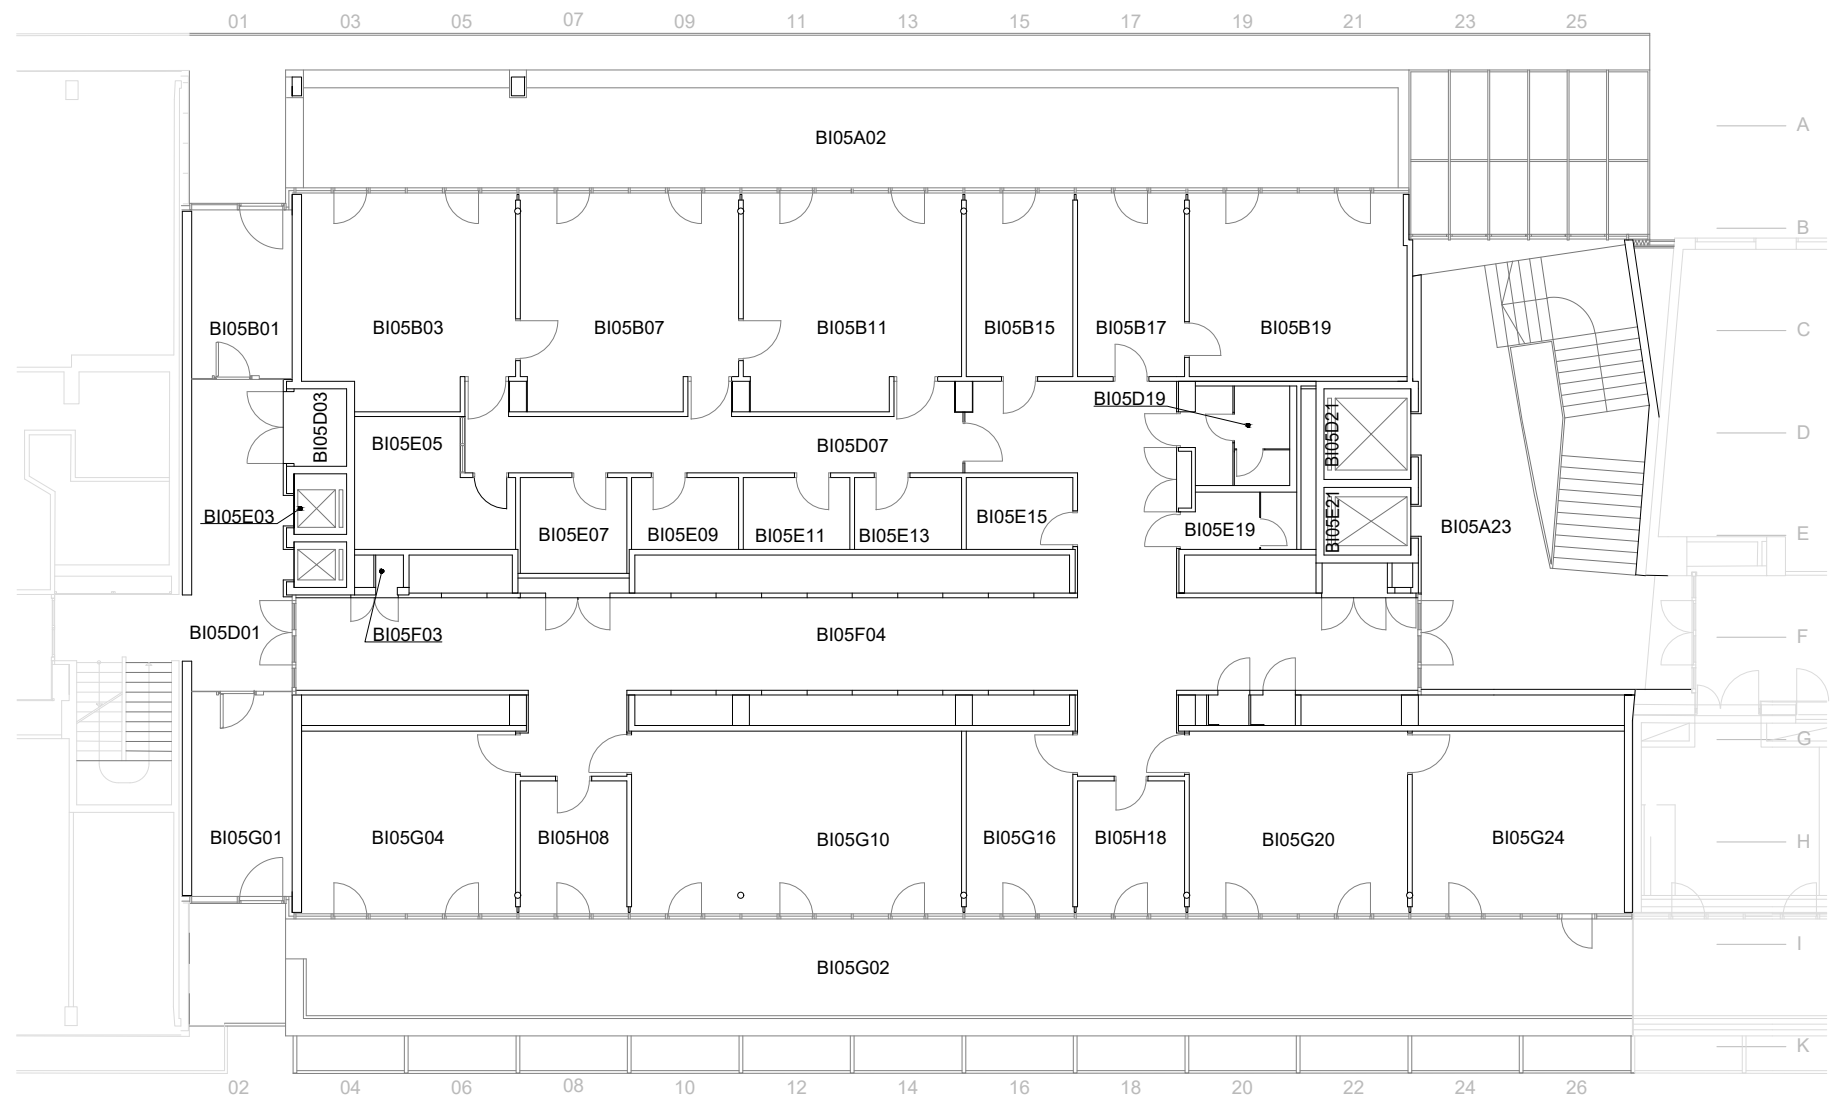 01 03 05 07 09 11 13 15 17 19 21 23 25
A
BI05A02
B
BI05B01 BI05B03 BI05B07 BI05B11 BI05B15 BI05B17 BI05B19
C
BI05D19
BI05D03 BI05E05 BI05D07 BI05D21
D
BI05E03 BI05E07 BI05E09 BI05E11 BI05E13 BI05E15 BI05E19 BI05E21 BI05A23
E
BI05D01 BI05F03 BI05F04
F
G
BI05G01 BI05G04 BI05H08 BI05G10 BI05G16 BI05H18 BI05G20 BI05G24
H
I
BI05G02
K
02 04 06 08 10 12 14 16 18 20 22 24 26